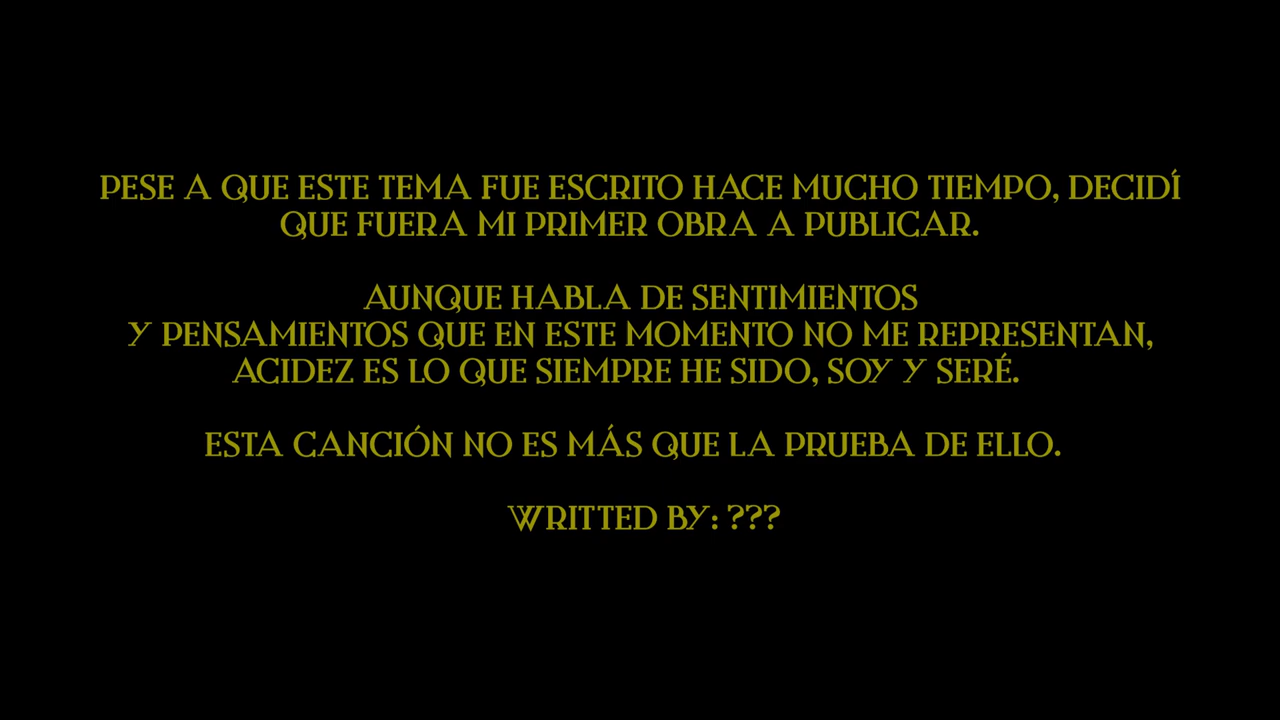 PESE A QUE ESTE TEMA FUE ESCRITO HACE MUCHO TIEMPO, DECIDÍ
QUE FUERA MI PRIMER OBRA A PUBLICAR.
AUNQUE HABLA DE SENTIMIENTOS
Y PENSAMIENTOS QUE EN ESTE MOMENTO NO ME REPRESENTAN,
ACIDEZ ES LO QUE SIEMPRE HE SIDO, SOY Y SERÉ.
ESTA CANCIÓN NO ES MÁS QUE LA PRUEBA DE ELLO.
WRITTED BY: ???